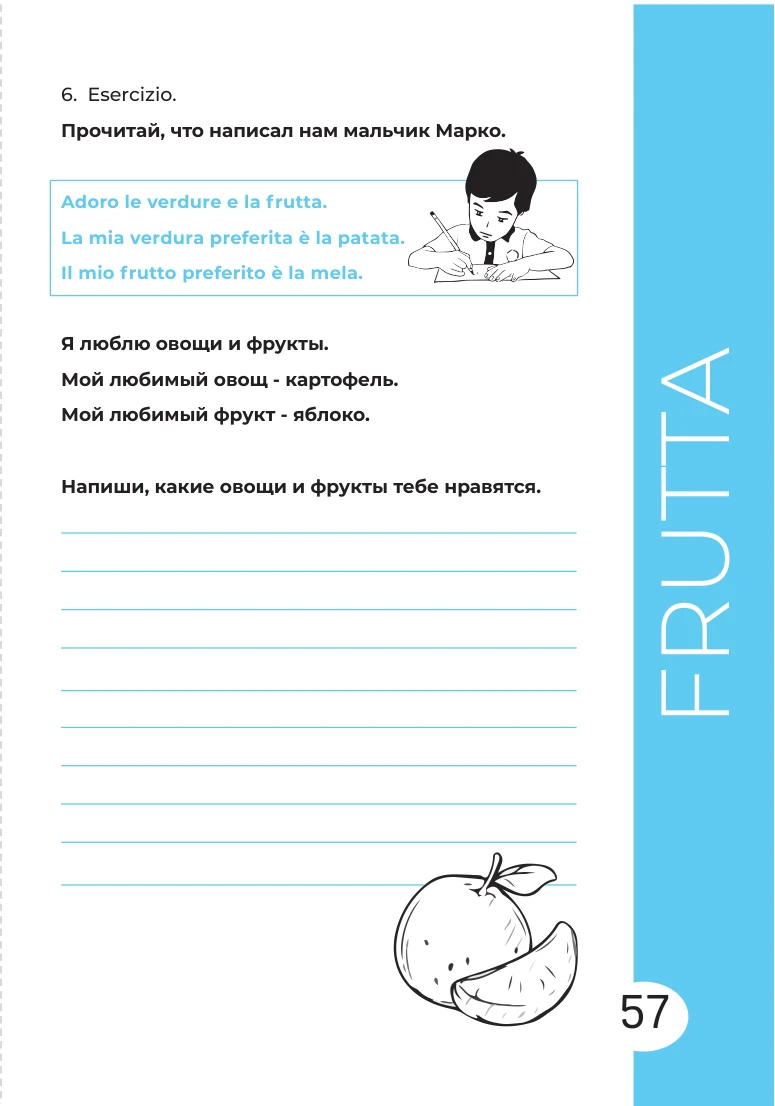 6. Esercizio.
Прочитай, что написал нам мальчик Марко.
Adoro le verdure e la frutta.
La mia verdura preferita è la patata.
Il mio frutto preferito è la mela.
Я люблю овощи и фрукты.
Мой любимый овощ - картофель.
Мой любимый фрукт - яблоко.
Напиши, какие овощи и фрукты тебе нравятся.
FRUTTA
57